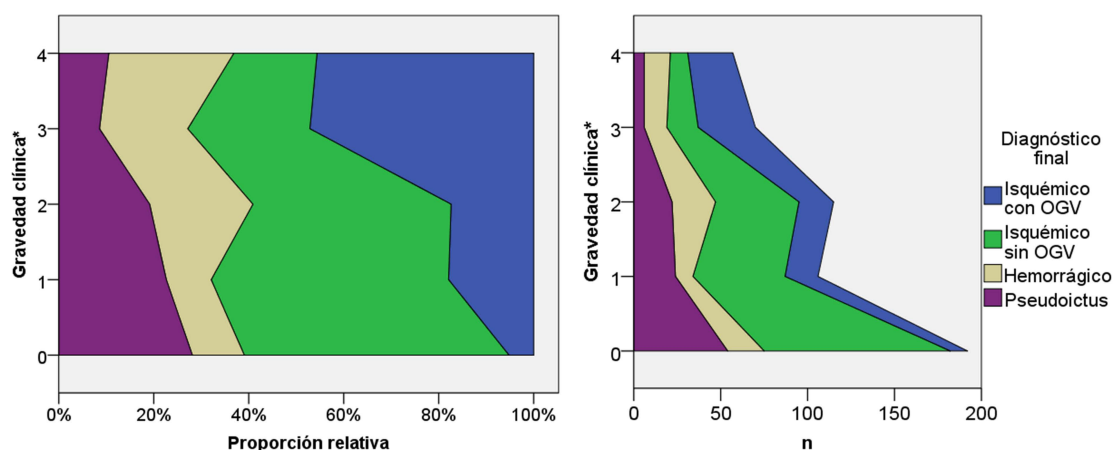 Gravedad clínica*
4
3
2
1
0
0%
20%
40%
60%
80%
100%
Proporción relativa
Gravedad clínica*
4
3
2
1
0
0
50
100
150
200
n
Diagnóstico
final
Isquémico
con OGV
Isquémico
sin OGV
Hemorrágico
Pseudoictus